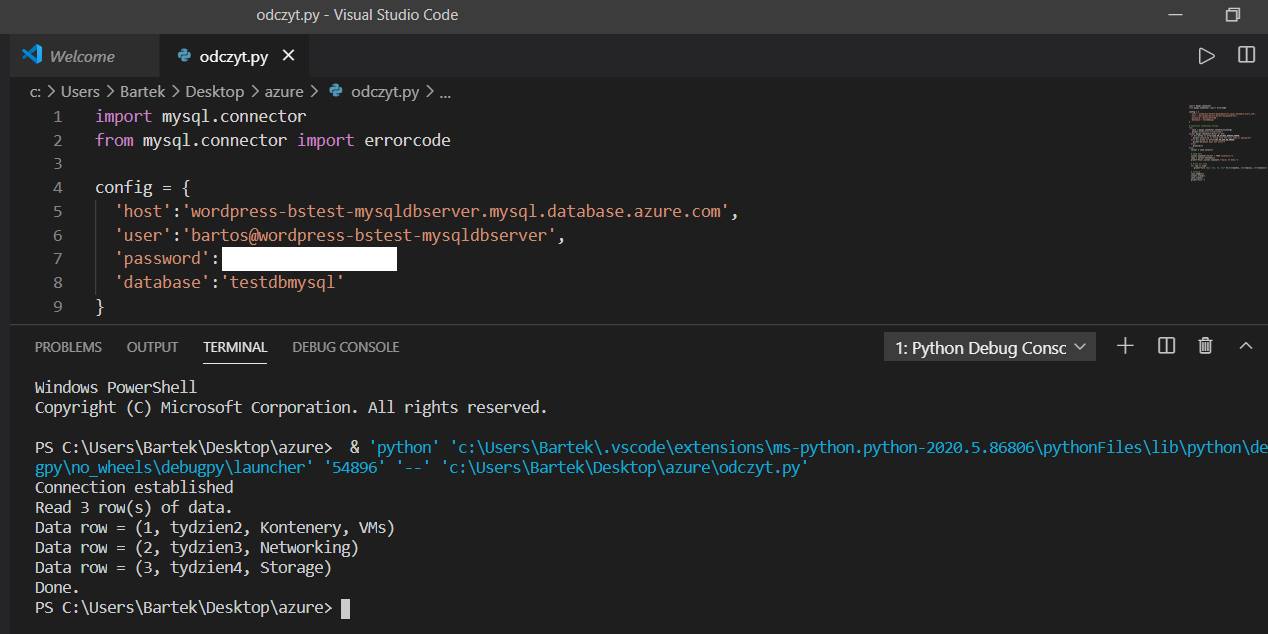 odczyt.py - Visual Studio Code
Welcome
odczyt.py
c: > Users > Bartek > Desktop > azure > odczyt.py > ...
1 import mysql.connector
2 from mysql.connector import errorcode
3
4 config = {
5 'host':'wordpress-bstest-mysqldbserver.mysql.database.azure.com',
6 'user':'bartos@wordpress-bstest-mysqldbserver',
7 'password':
8 'database':'testdbmysql'
9 }
PROBLEMS OUTPUT TERMINAL DEBUG CONSOLE
1: Python Debug Consc
Windows PowerShell
Copyright (C) Microsoft Corporation. All rights reserved.
PS C:\Users\Bartek\Desktop\azure> & 'python' 'c:\Users\Bartek\.vscode\extensions\ms-python.python-2020.5.86806\pythonFiles\lib\python\de
gpy\no_wheels\debugpy\launcher' '54896' '--' 'c:\Users\Bartek\Desktop\azure\odczyt.py'
Connection established
Read 3 row(s) of data.
Data row = (1, tydzien2, Kontenery, VMs)
Data row = (2, tydzien3, Networking)
Data row = (3, tydzien4, Storage)
Done.
PS C:\Users\Bartek\Desktop\azure>